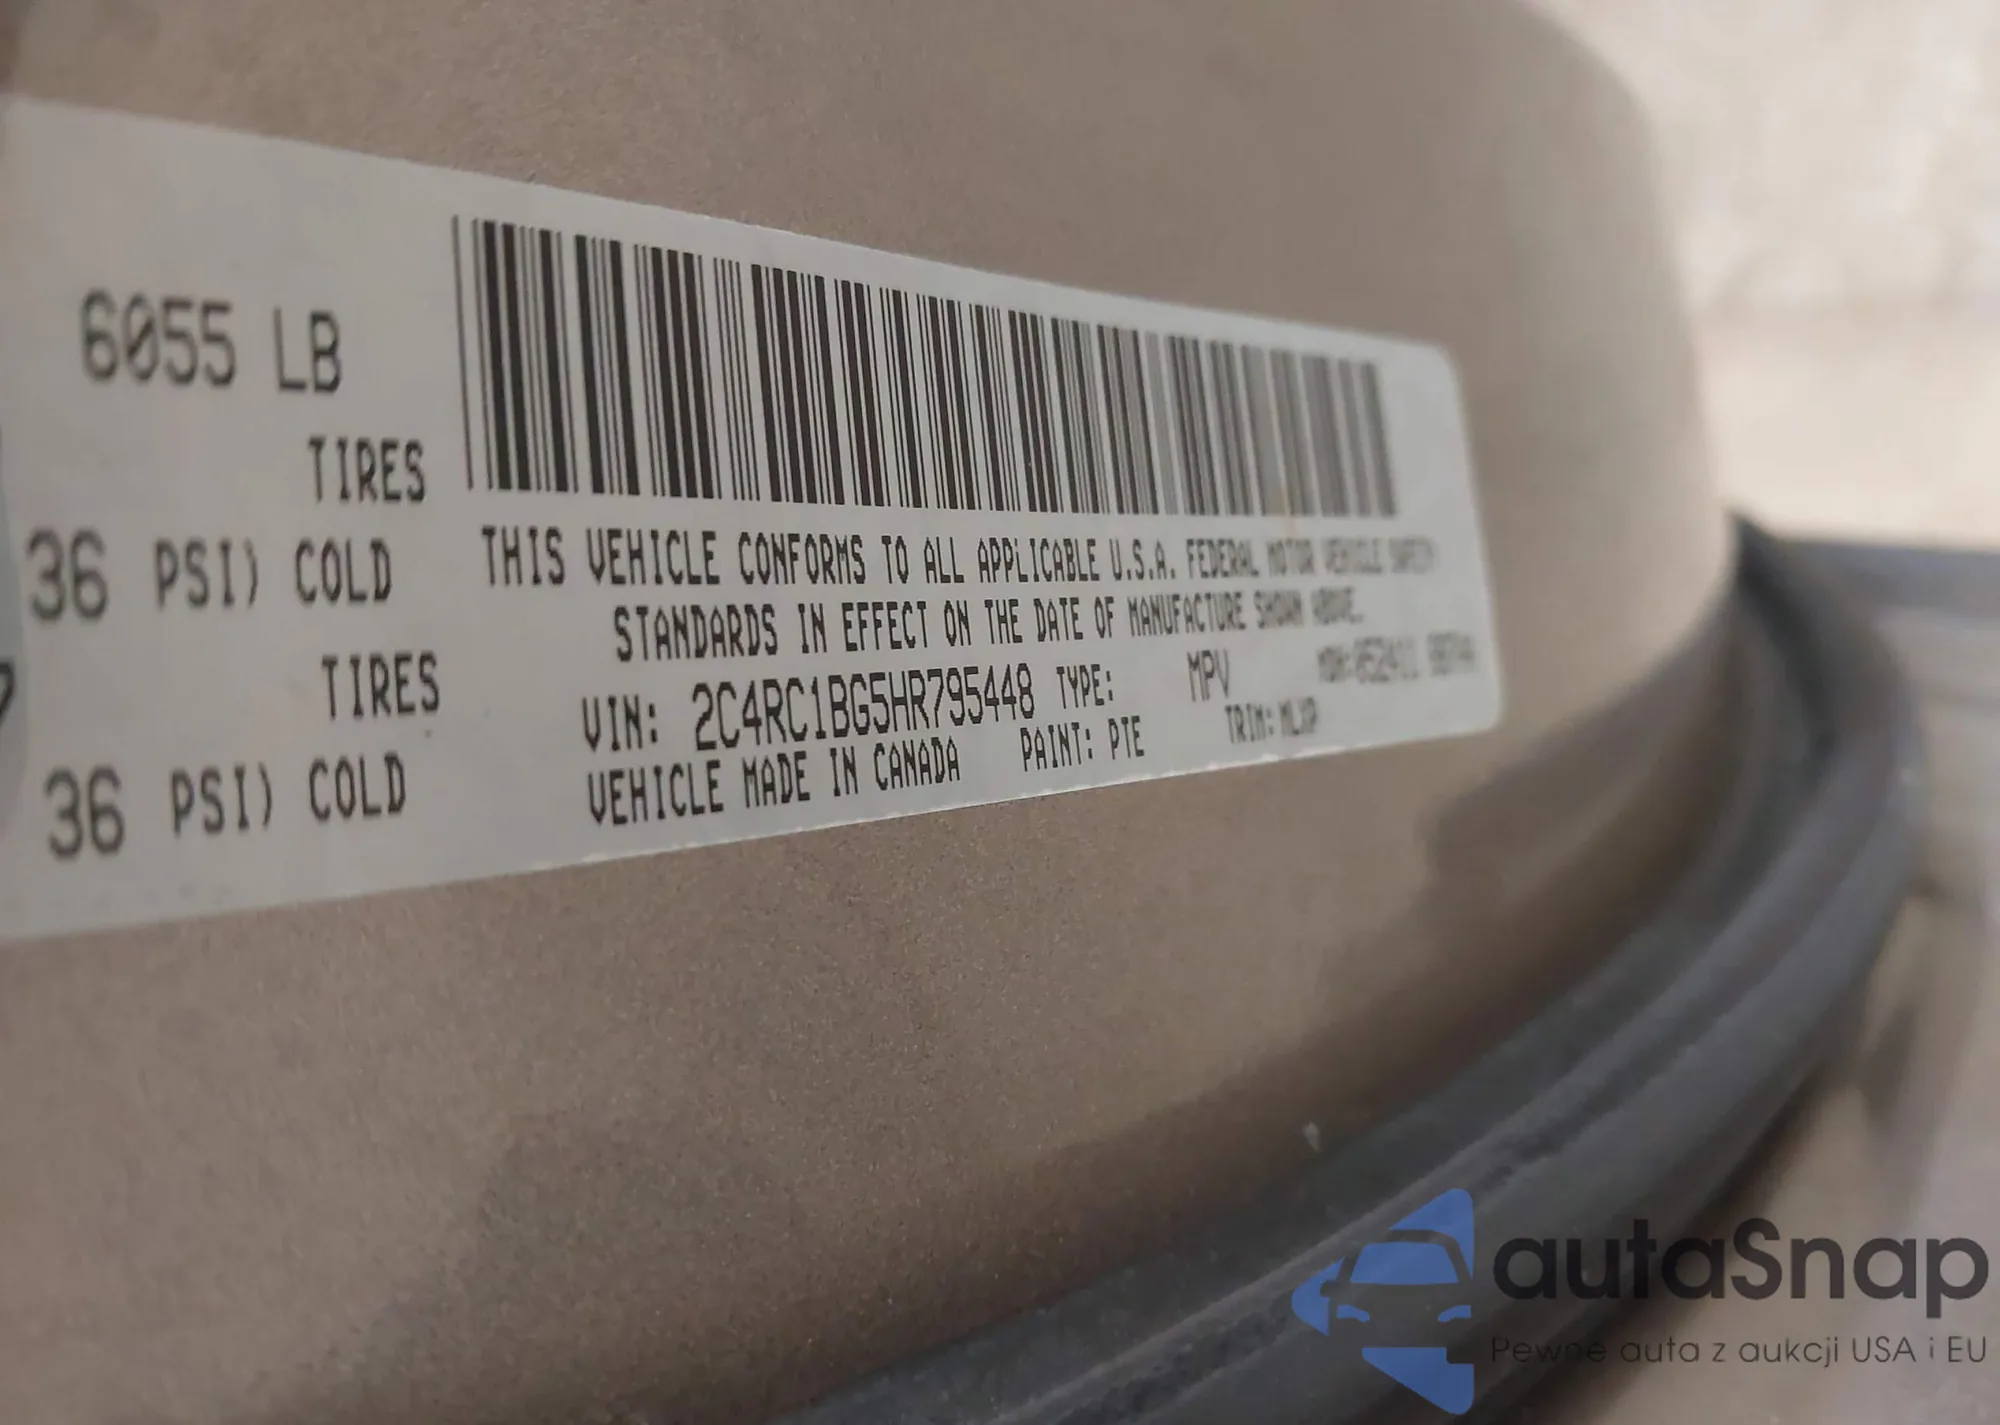 6055 LB
TIRES
36 PSI) COLD
TIRES
36 PSI) COLD
THIS VEHICLE CONFORMS TO ALL APPLICABLE U.S.A. FEDERAL MOTOR VEHICLE SAFETY
STANDARDS IN EFFECT ON THE DATE OF MANUFACTURE SHOWN ABOVE.
VIN: 2C4RC1BG5HR795448 TYPE: MPV MDH:
VEHICLE MADE IN CANADA PAINT: PTE TRIM:
autaSnap
Pewne auta z aukcji USA i EU